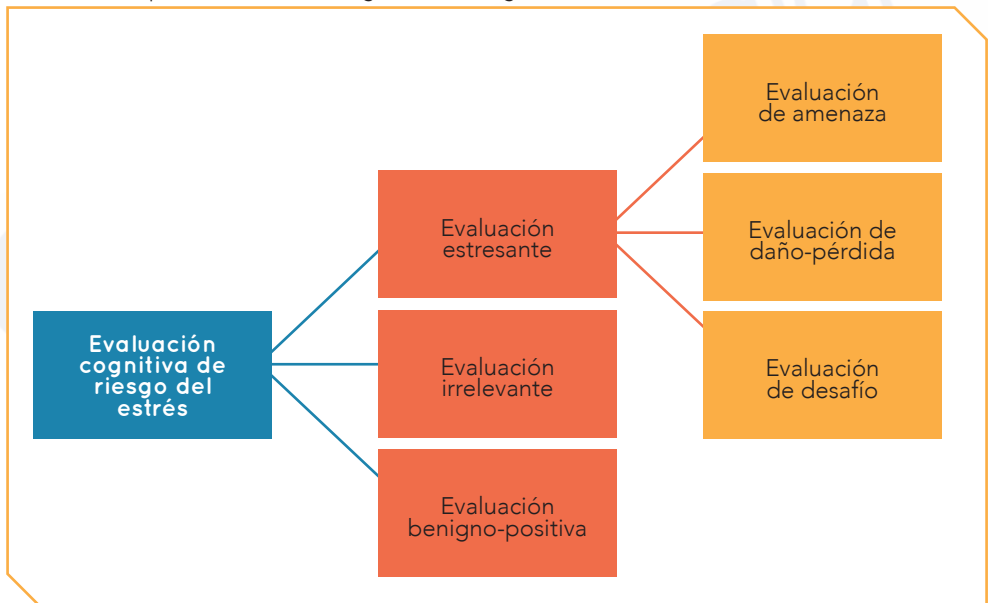 Evaluación
cognitiva de
riesgo del
estrés
Evaluación
estresante
Evaluación
irrelevante
Evaluación
benigno-positiva
Evaluación
de amenaza
Evaluación de
daño-pérdida
Evaluación
de desafío